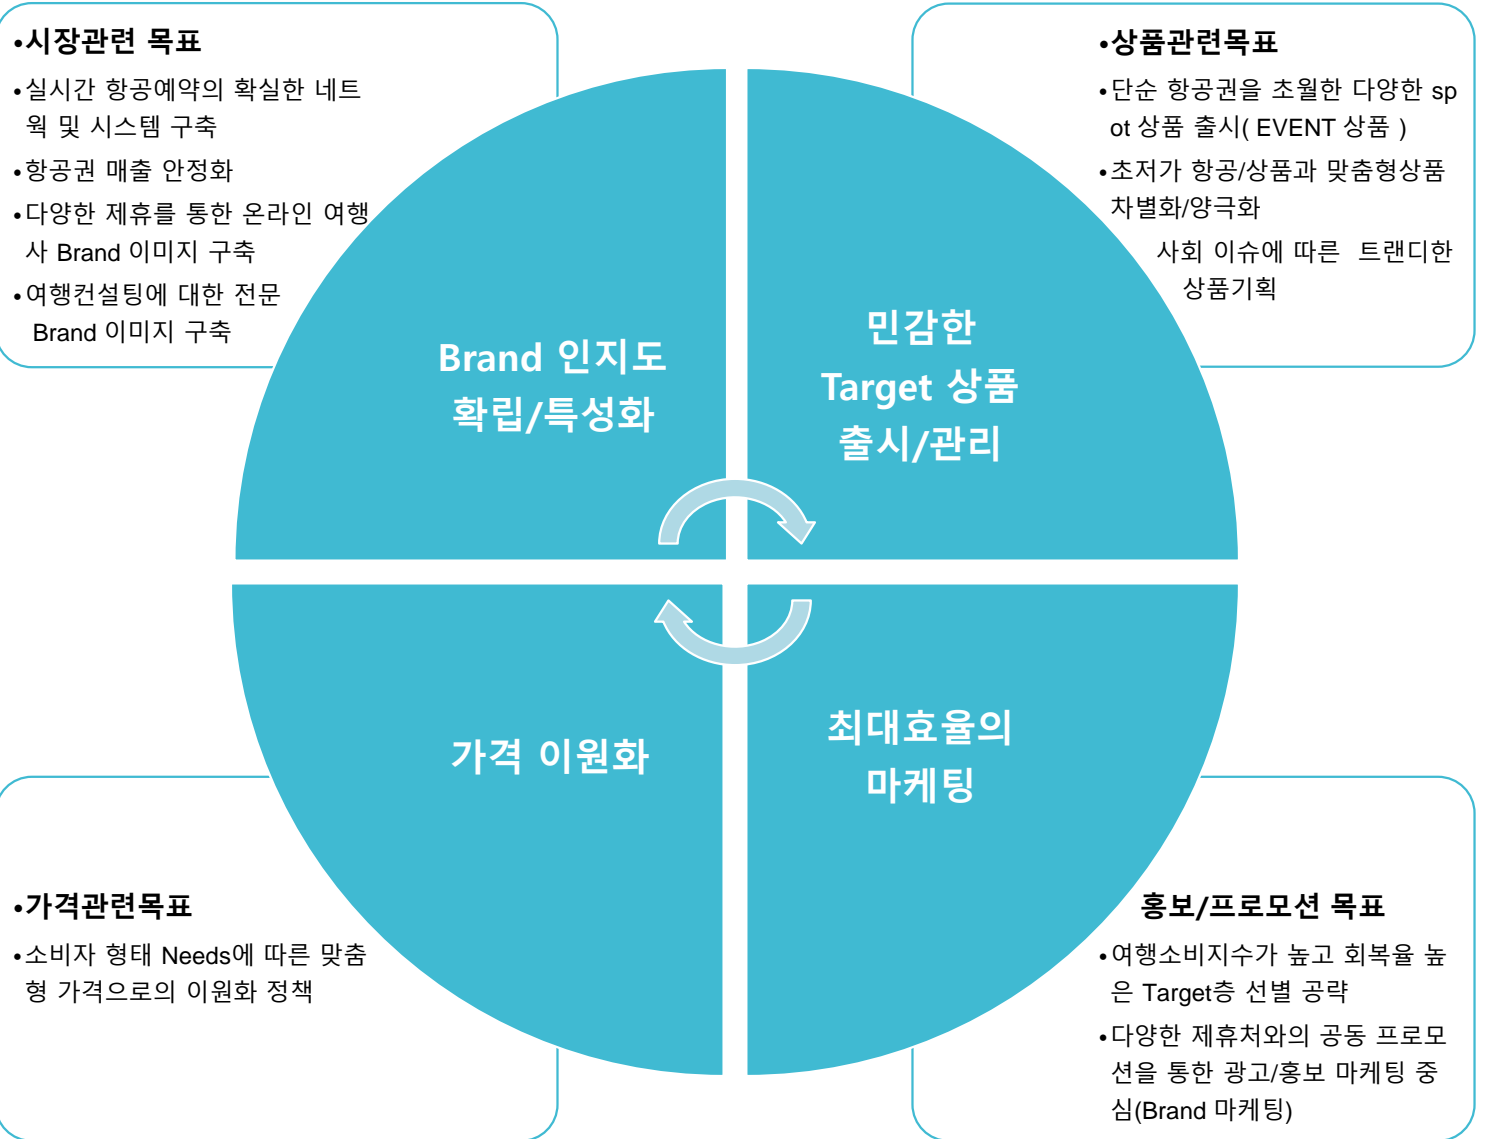 •시장관련 목표
•실시간 항공예약의 확실한 네트
웍 및 시스템 구축
•항공권 매출 안정화
•다양한 제휴를 통한 온라인 여행
사 Brand 이미지 구축
•여행컨설팅에 대한 전문
Brand 이미지 구축
•상품관련목표
•단순 항공권을 초월한 다양한 sp
ot 상품 출시( EVENT 상품 )
•초저가 항공/상품과 맞춤형상품
차별화/양극화
사회 이슈에 따른 트랜디한
상품기획
Brand 인지도
확립/특성화
민감한
Target 상품
출시/관리
가격 이원화
최대효율의
마케팅
•가격관련목표
•소비자 형태 Needs에 따른 맞춤
형 가격으로의 이원화 정책
홍보/프로모션 목표
•여행소비지수가 높고 회복율 높
은 Target층 선별 공략
•다양한 제휴처와의 공동 프로모
션을 통한 광고/홍보 마케팅 중
심(Brand 마케팅)